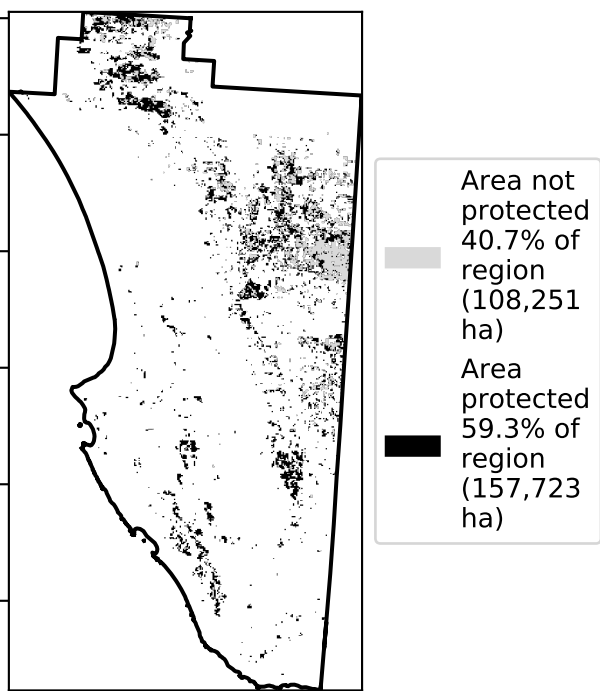 Area not
protected
40.7% of
region
(108,251
ha)
Area
protected
59.3% of
region
(157,723
ha)